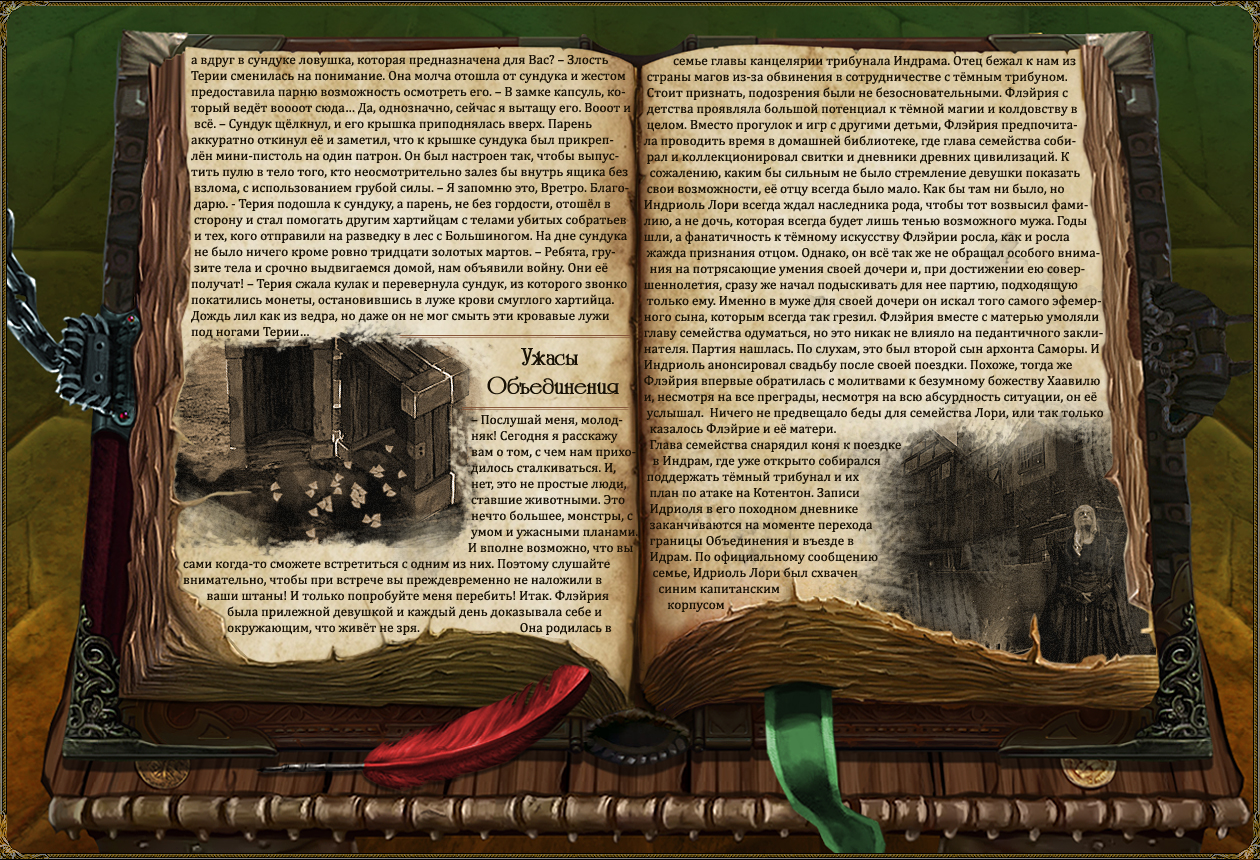 а вдруг в сундуке ловушка, которая предназначена для Вас? – Злость
Терии сменилась на понимание. Она молча отошла от сундука и жестом
предоставила парню возможность осмотреть его. – В замке капсуль, ко-
торый ведёт воооот сюда... Да, однозначно, сейчас я вытащу его. Вооот и
всё. – Сундук щёлкнул, и его крышка приподнялась вверх. Парень
аккуратно откинул её и заметил, что к крышке сундука был прикреп-
лён мини-пистоль на один патрон. Он был настроен так, чтобы выпус-
тить пулю в тело того, кто неосмотрительно залез бы внутрь ящика без
взлома, с использованием грубой силы. – Я запомню это, Вретро. Благо-
дарю. - Терия подошла к сундуку, а парень, не без гордости, отошёл в
сторону и стал помогать другим хартийцам с телами убитых собратьев
и тех, кого отправили на разведку в лес с Большиногом. На дне сундука
не было ничего кроме ровно тридцати золотых мартов. – Ребята, гру-
зите тела и срочно выдвигаемся домой, нам объявили войну. Они её
получат! – Терия сжала кулак и перевернула сундук, из которого звонко
покатились монеты, остановившись в луже крови смуглого хартийца.
Дождь лил как из ведра, но даже он не мог смыть эти кровавые лужи
под ногами Терии...
Ужасы
Объединения
– Послушай меня, молод-
няк! Сегодня я расскажу
вам о том, с чем нам прихо-
дилось сталкиваться. И,
нет, это не простые люди,
ставшие животными. Это
нечто большее, монстры, с
умом и ужасными планами.
И вполне возможно, что вы
сами когда-то сможете встретиться с одним из них. Поэтому слушайте
внимательно, чтобы при встрече вы преждевременно не наложили в
ваши штаны! И только попробуйте меня перебить! Итак. Флэйрия
была прилежной девушкой и каждый день доказывала себе и
окружающим, что живёт не зря. Она родилась в
семье главы канцелярии трибунала Индрама. Отец бежал к нам из
страны магов из-за обвинения в сотрудничестве с тёмным трибуном.
Стоит признать, подозрения были не безосновательными. Флэйрия с
детства проявляла большой потенциал к тёмной магии и колдовству в
целом. Вместо прогулок и игр с другими детьми, Флэйрия предпочита-
ла проводить время в домашней библиотеке, где глава семейства соби-
рал и коллекционировал свитки и дневники древних цивилизаций. К
сожалению, каким бы сильным не было стремление девушки показать
свои возможности, её отцу всегда было мало. Как бы там ни было, но
Индриоль Лори всегда ждал наследника рода, чтобы тот возвысил фами-
лию, а не дочь, которая всегда будет лишь тенью возможного мужа. Годы
шли, а фанатичность к тёмному искусству Флэйрии росла, как и росла
жажда признания отцом. Однако, он всё так же не обращал особого внима-
ния на потрясающие умения своей дочери и, при достижении ею совер-
шеннолетия, сразу же начал подыскивать для нее партию, подходящую
только ему. Именно в муже для своей дочери он искал того самого эфемер-
ного сына, которым всегда так грезил. Флэйрия вместе с матерью умоляли
главу семейства одуматься, но это никак не влияло на педантичного закли-
нателя. Партия нашлась. По слухам, это был второй сын архонта Саморы. И
Индриоль анонсировал свадьбу после своей поездки. Похоже, тогда же
Флэйрия впервые обратилась с молитвами к безумному божеству Хаавилю
и, несмотря на все преграды, несмотря на всю абсурдность ситуации, он её
услышал. Ничего не предвещало беды для семейства Лори, или так только
казалось Флэйрие и её матери.
Глава семейства снарядил коня к поездке
в Индрам, где уже открыто собирался
поддержать тёмный трибунал и их
план по атаке на Котентон. Записи
Идриоля в его походном дневнике
заканчиваются на моменте перехода
границы Объединения и въезде в
Идрам. По официальному сообщению
семье, Идриоль Лори был схвачен
синим капитанским
корпусом